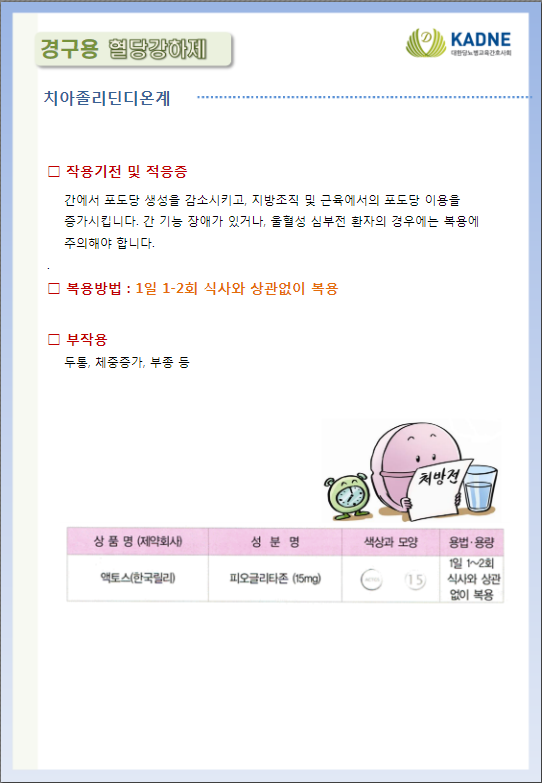 경구용 혈당강하제
KADNE
대한당뇨병교육간호사회
치아졸리딘디온계
□ 작용기전 및 적응증
간에서 포도당 생성을 감소시키고, 지방조직 및 근육에서의 포도당 이용을
증가시킵니다. 간 기능 장애가 있거나, 울혈성 심부전 환자의 경우에는 복용에
주의해야 합니다.
.
□ 복용방법 : 1일 1-2회 식사와 상관없이 복용
□ 부작용
두통, 체중증가, 부종 등
처방전
상 품 명 (제약회사) 성 분 명 색상과 모양 용법·용량
액토스(한국릴리) 피오글리타존 (15mg) 15 1일 1~2회
식사와 상관
없이 복용